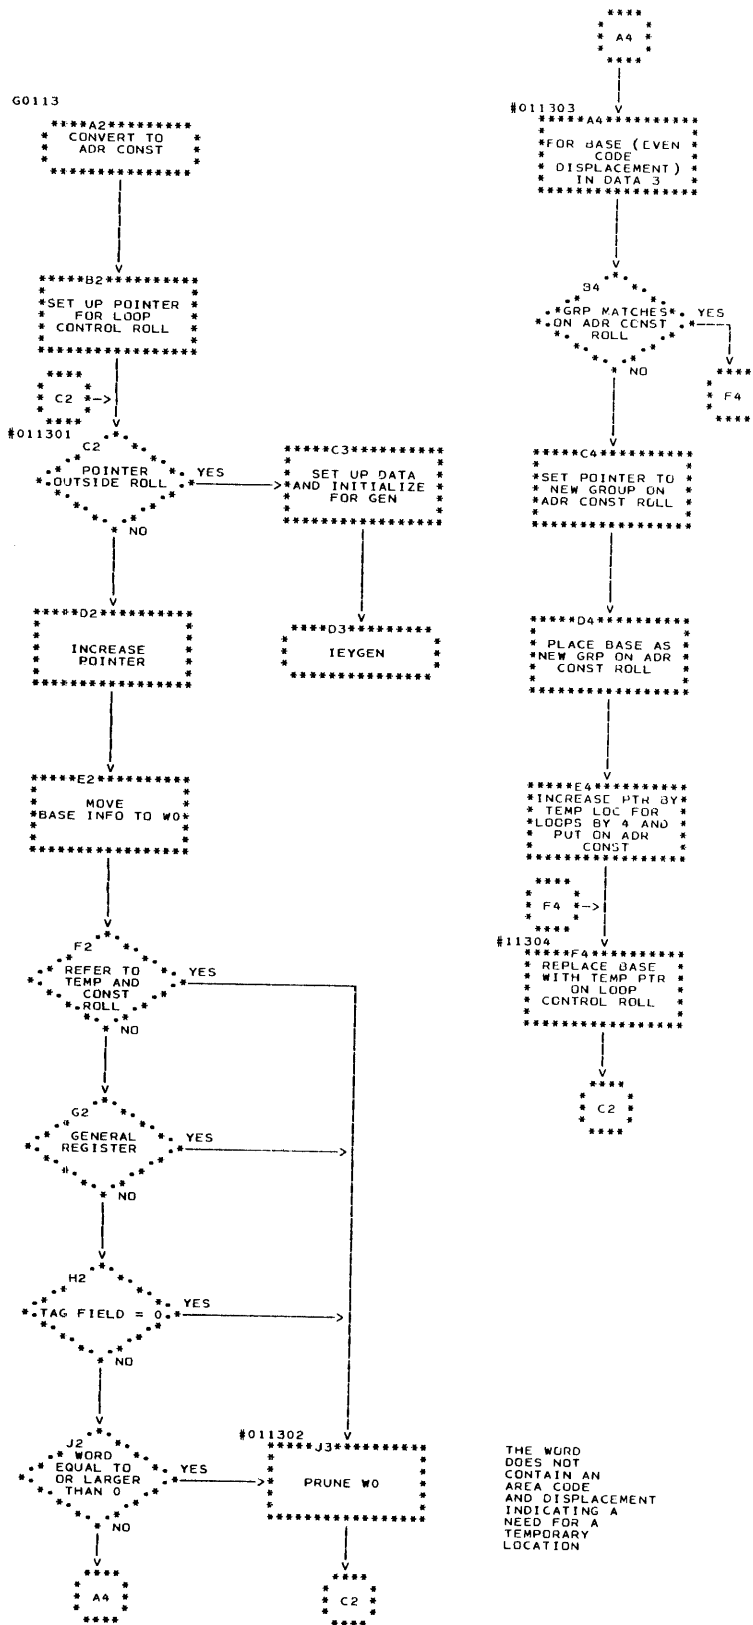 G0113
A2
CONVERT TO
ADR CONST
B2
SET UP POINTER
FOR LOOP
CONTROL ROLL
C2
#011301
C2
POINTER
OUTSIDE ROLL
YES
NO
C3
SET UP DATA
AND INITIALIZE
FOR GEN
D2
INCREASE
POINTER
D3
IEYGEN
E2
MOVE
BASE INFO TO W0
F2
REFER TO
TEMP AND
CONST
ROLL
YES
NO
G2
GENERAL
REGISTER
YES
NO
H2
TAG FIELD = 0
YES
NO
J2
WORD
EQUAL TO
OR LARGER
THAN 0
YES
NO
A4
#011302
J3
PRUNE W0
C2
A4
#011303
A4
FOR BASE (EVEN
CODE
DISPLACEMENT)
IN DATA 3
B4
GRP MATCHES
ON ADR CONST
ROLL
YES
NO
F4
C4
SET POINTER TO
NEW GROUP ON
ADR CONST ROLL
D4
PLACE BASE AS
NEW GRP ON ADR
CONST ROLL
E4
INCREASE PTR BY
TEMP LOC FOR
LOOPS BY 4 AND
PUT ON ADR
CONST
F4
#11304
F4
REPLACE BASE
WITH TEMP PTR
ON LOOP
CONTROL ROLL
C2
THE WORD
DOES NOT
CONTAIN AN
AREA CODE
AND DISPLACEMENT
INDICATING A
NEED FOR A
TEMPORARY
LOCATION